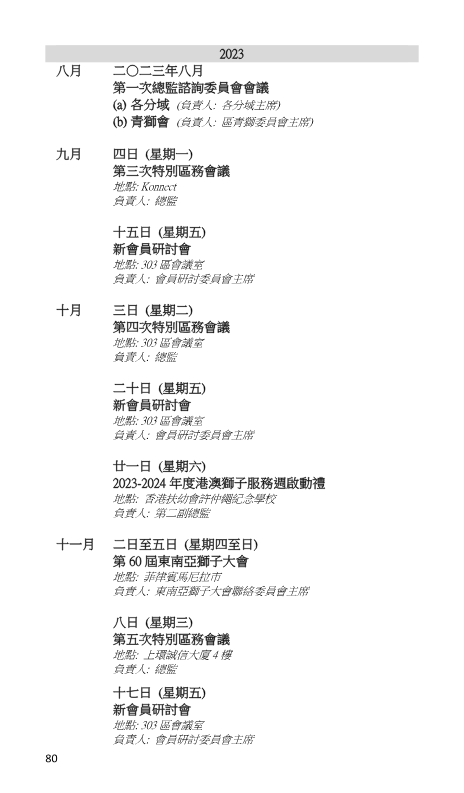 2023
八月 二〇二三年八月
第一次總監諮詢委員會會議
(a) 各分域 (負責人: 各分域主席)
(b) 青獅會 (負責人: 區青獅委員會主席)
九月 四日 (星期一)
第三次特別區務會議
地點: Konnect
負責人: 總監
十五日 (星期五)
新會員研討會
地點: 303 區會議室
負責人: 會員研討委員會主席
十月 三日 (星期二)
第四次特別區務會議
地點: 303 區會議室
負責人: 總監
二十日 (星期五)
新會員研討會
地點: 303 區會議室
負責人: 會員研討委員會主席
廿一日 (星期六)
2023-2024 年度港澳獅子服務週啟動禮
地點: 香港扶幼會許仲繩紀念學校
負責人: 第二副總監
十一月 二日至五日 (星期四至日)
第 60 屆東南亞獅子大會
地點: 菲律賓馬尼拉市
負責人: 東南亞獅子大會聯絡委員會主席
八日 (星期三)
第五次特別區務會議
地點: 上環誠信大廈 4 樓
負責人: 總監
十七日 (星期五)
新會員研討會
地點: 303 區會議室
負責人: 會員研討委員會主席
80